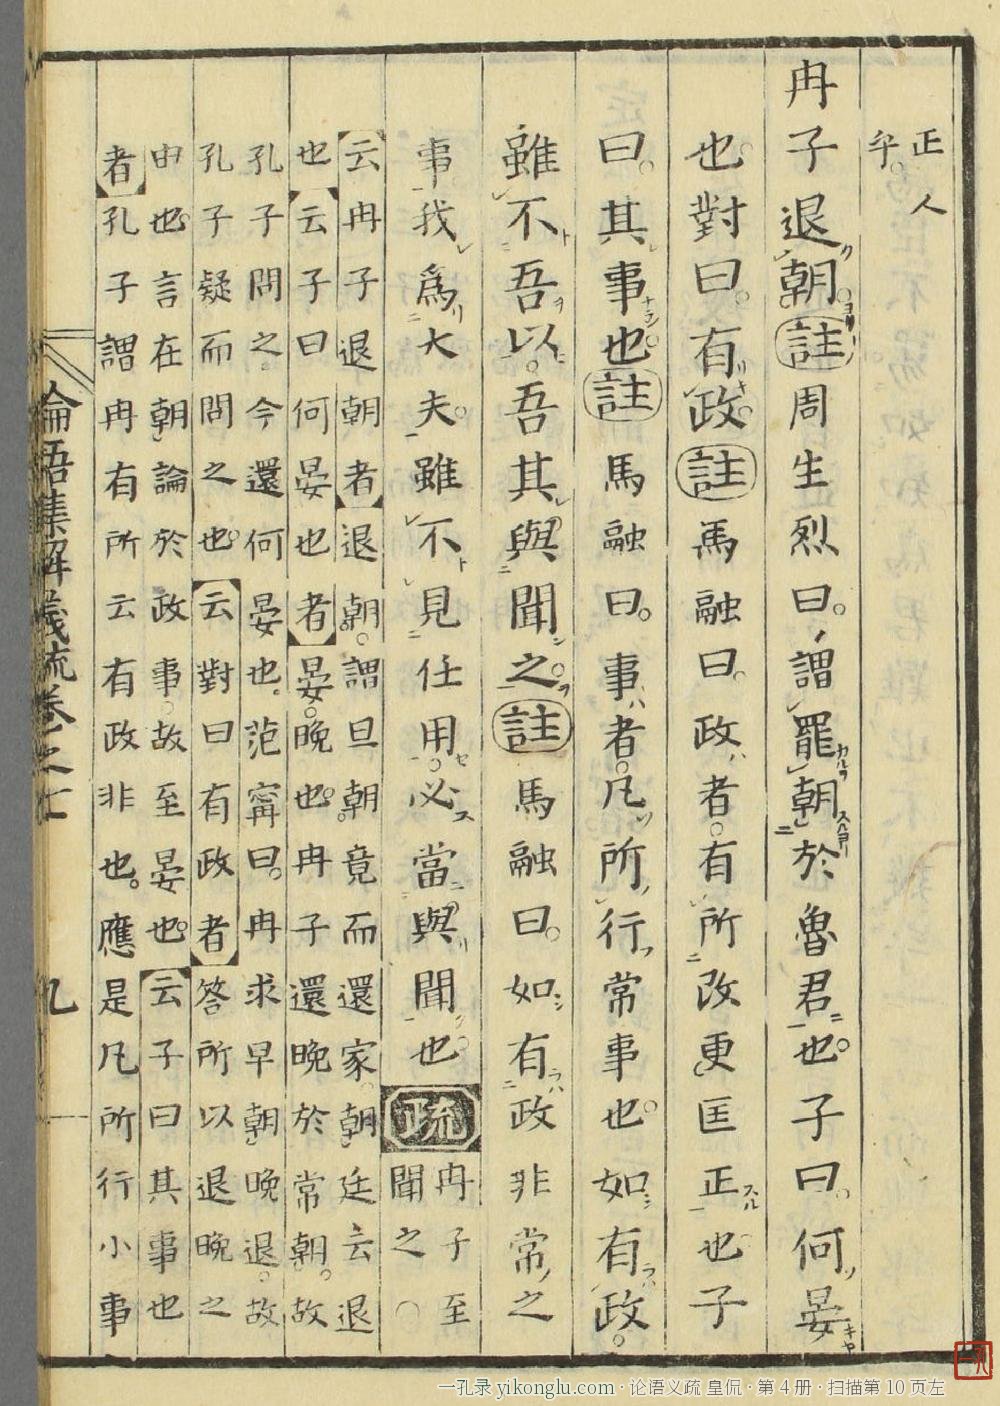 正人
乎
冉子退朝註周生烈曰謂罷朝於魯君也子曰何晏
也對曰有政註馬融曰政者有所改更匡正也子
曰其事也註馬融曰事者凡所行常事也如有政
雖不吾以吾其與聞之註馬融曰如有政非常之
事我為大夫雖不見任用必當與聞也疏冉子至
聞之○
云冉子退朝者退朝謂旦朝竟而還家朝廷云退
也云子曰何晏也者晏晚也冉子還晚於常朝故
孔子問之今還何晏也范寗曰冉求早朝晚退故
孔子疑而問之也云對曰有政者答所以退晚之
由也言在朝論於政事故至晏也云子曰其事也
者孔子謂冉有所云有政非也應是凡所行小事
論語集解義疏卷之七
九
一孔录 yikonglu.com · 论语义疏 皇侃 · 第 4 册 · 扫描第 10 页左